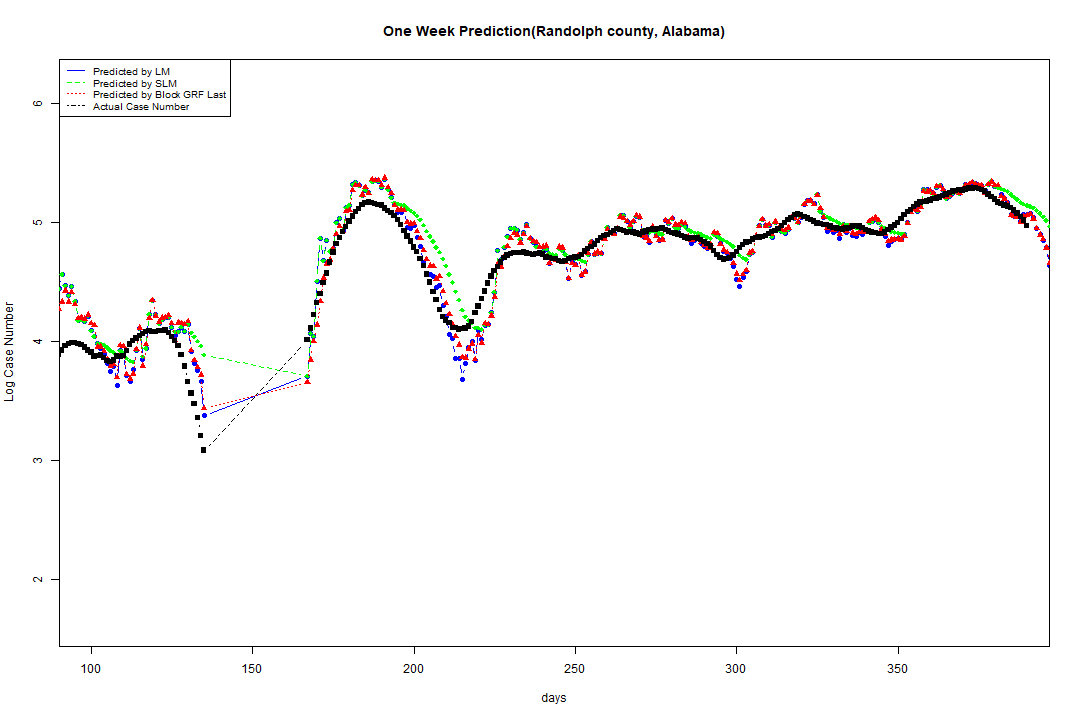 One Week Prediction(Randolph county, Alabama)
Predicted by LM
Predicted by SLM
Predicted by Block GRF Last
Actual Case Number
6
5
4
3
2
Log Case Number
100 150 200 250 300 350
days